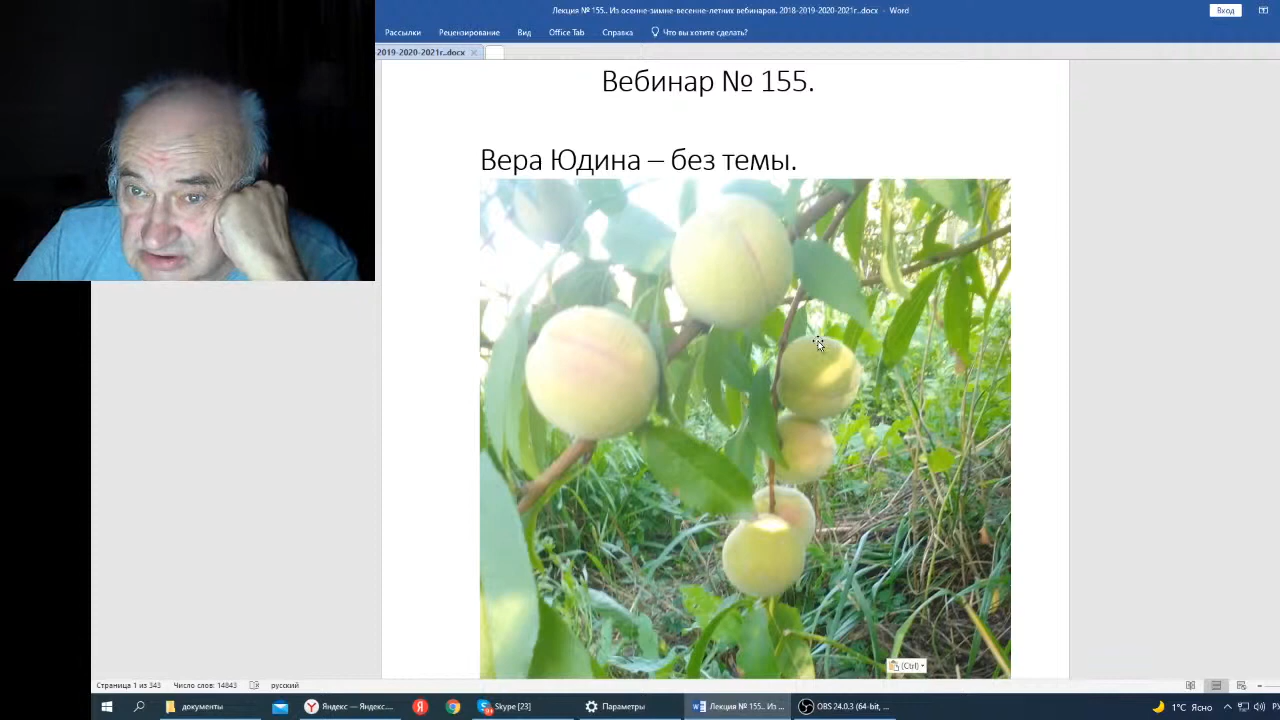 Лекция № 155.. Из осенне-зимне-весенне-летних вебинаров. 2018-2019-2020-2021г..docx - Word
Вход
Рассылки Рецензирование Вид Office Tab Справка Что вы хотите сделать?
2019-2020-2021г..docx
Вебинар № 155.
Вера Юдина – без темы.
(Ctrl)
Страница 1 из 343 Число слов: 14843 русский
документы Яндекс — Яндекс.... Skype [23] Параметры Лекция № 155.. Из ... OBS 24.0.3 (64-bit, ... 1°C Ясно